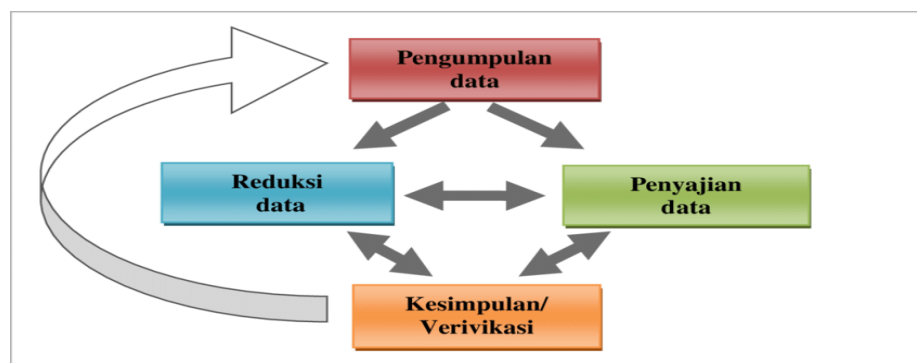 Pengumpulan
data
Reduksi
data
Penyajian
data
Kesimpulan/
Verivikasi